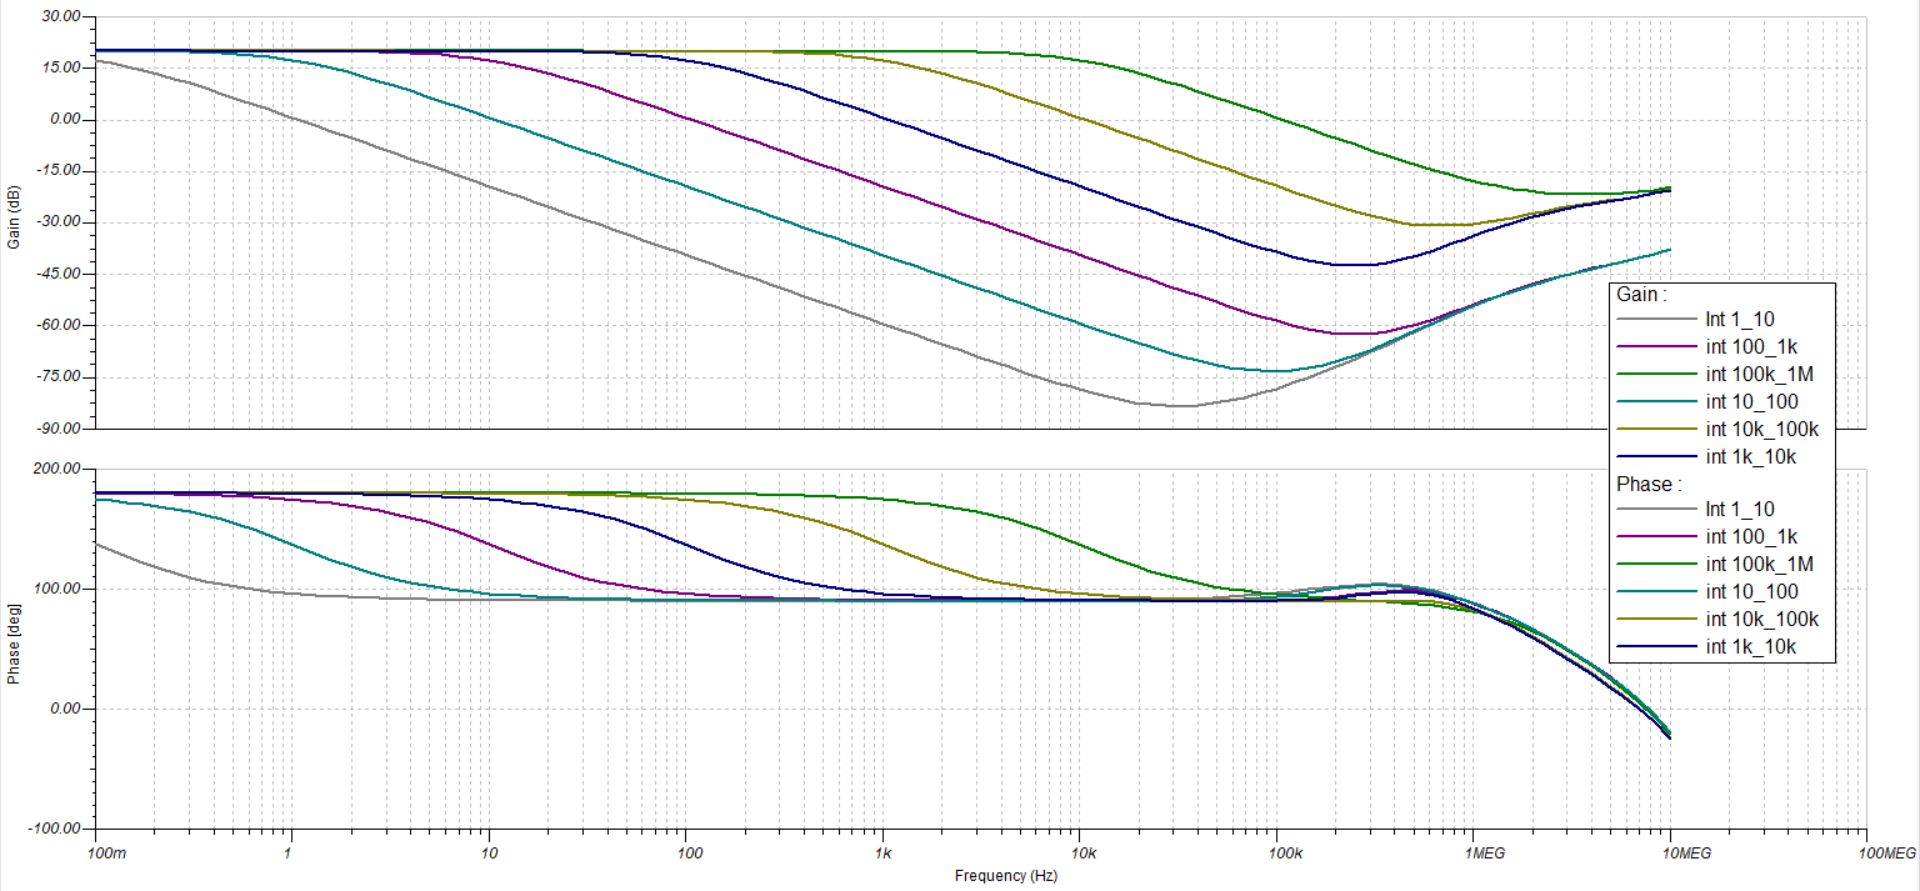 30.00
15.00
0.00
-15.00
-30.00
-45.00
-60.00
-75.00
-90.00
Gain (dB)
Gain :
Int 1_10
int 100_1k
int 100k_1M
int 10_100
int 10k_100k
int 1k_10k
Phase :
Int 1_10
int 100_1k
int 100k_1M
int 10_100
int 10k_100k
int 1k_10k
200.00
100.00
0.00
-100.00
Phase [deg]
100m 1 10 100 1k 10k 100k 1MEG 10MEG 100MEG
Frequency (Hz)